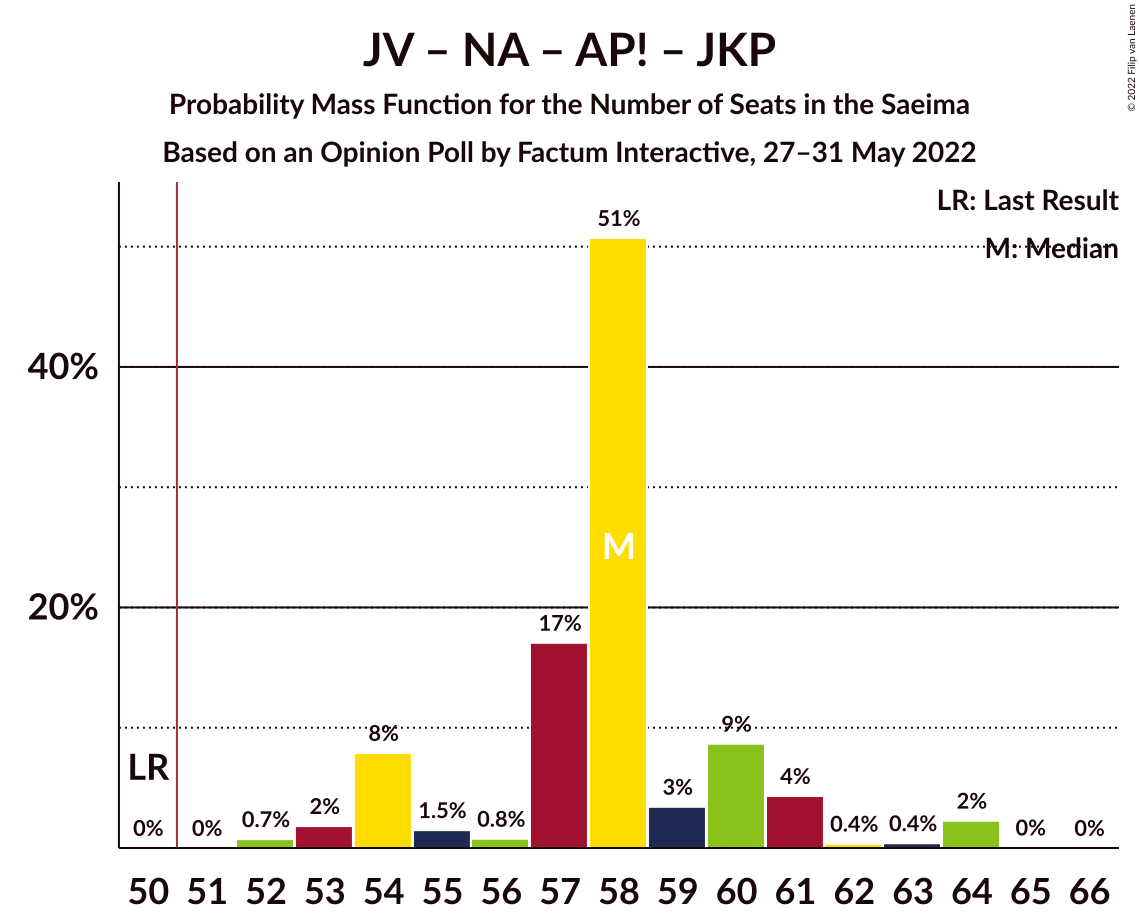 JV – NA – AP! – JKP
Probability Mass Function for the Number of Seats in the Saeima
Based on an Opinion Poll by Factum Interactive, 27–31 May 2022
© 2022 Filip van Laenen
LR: Last Result
M: Median
51%
40%
M
20%
17%
9%
8%
LR
4%
3%
2%
2%
1.5%
0.8%
0.7%
0.4%
0.4%
0%
0%
0%
0%
50 51 52 53 54 55 56 57 58 59 60 61 62 63 64 65 66